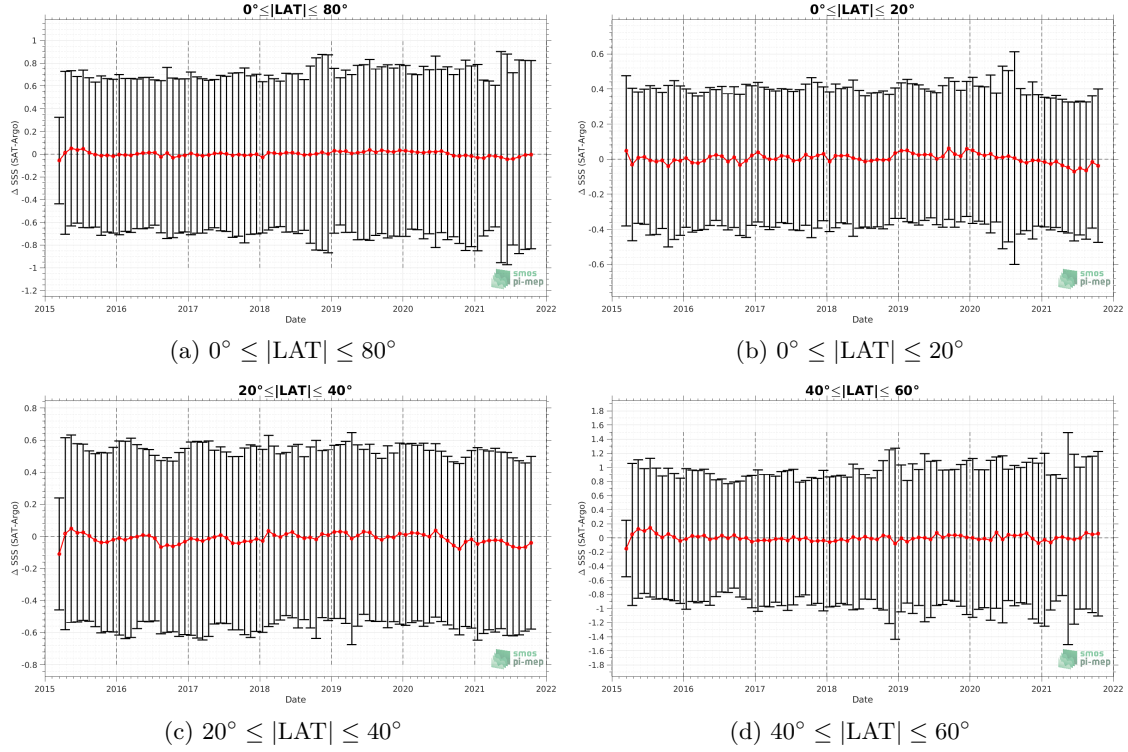 0°≤|LAT|≤ 80°
Δ SSS (SAT-Argo)
1
0.8
0.6
0.4
0.2
0
-0.2
-0.4
-0.6
-0.8
-1
-1.2
2015 2016 2017 2018 2019 2020 2021 2022
Date
smos
pi-mep
(a) 0° ≤ |LAT| ≤ 80°
0°≤|LAT|≤ 20°
Δ SSS (SAT-Argo)
0.6
0.4
0.2
0
-0.2
-0.4
-0.6
2015 2016 2017 2018 2019 2020 2021 2022
Date
smos
pi-mep
(b) 0° ≤ |LAT| ≤ 20°
20°≤|LAT|≤ 40°
Δ SSS (SAT-Argo)
0.8
0.6
0.4
0.2
0
-0.2
-0.4
-0.6
-0.8
2015 2016 2017 2018 2019 2020 2021 2022
Date
smos
pi-mep
(c) 20° ≤ |LAT| ≤ 40°
40°≤|LAT|≤ 60°
Δ SSS (SAT-Argo)
1.8
1.6
1.4
1.2
1
0.8
0.6
0.4
0.2
0
-0.2
-0.4
-0.6
-0.8
-1
-1.2
-1.4
-1.6
-1.8
2015 2016 2017 2018 2019 2020 2021 2022
Date
smos
pi-mep
(d) 40° ≤ |LAT| ≤ 60°